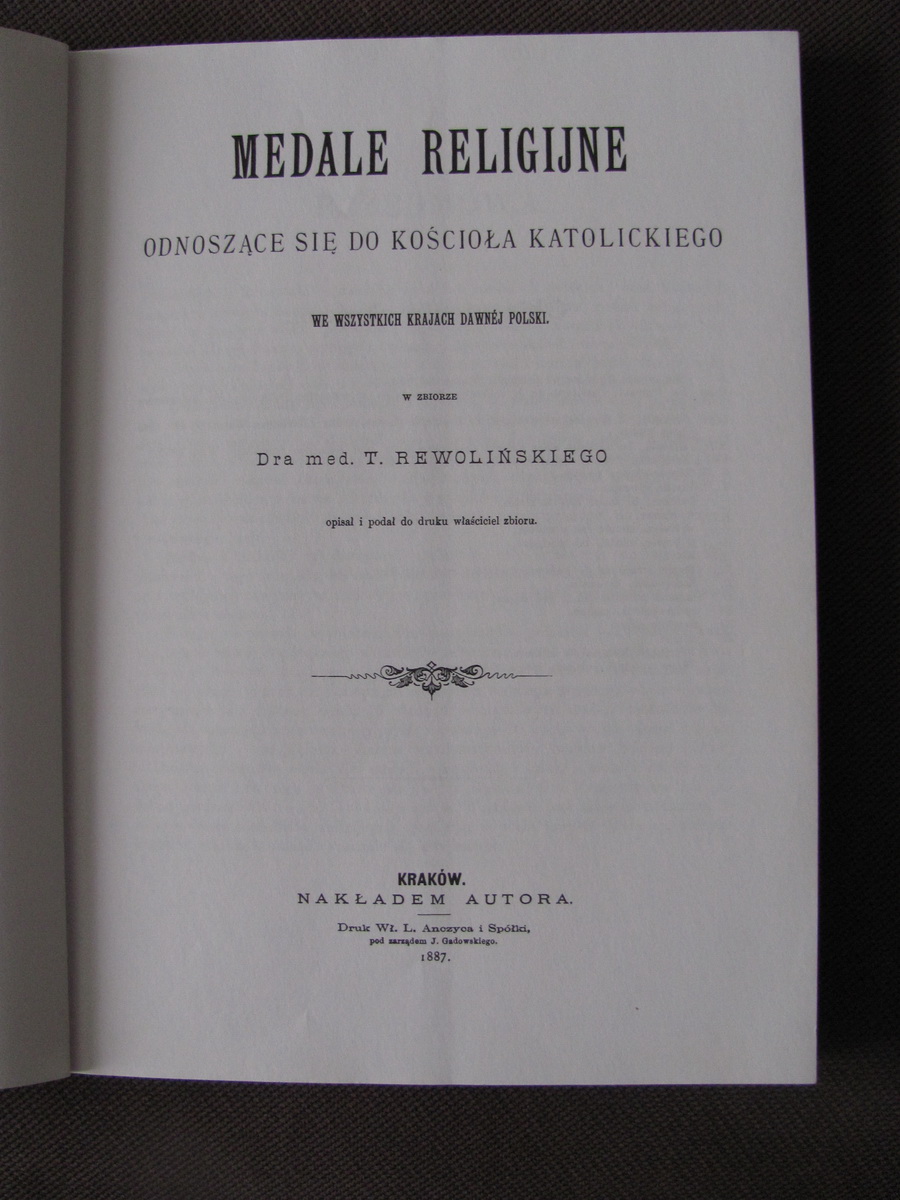 MEDALE RELIGIJNE
ODNOSZĄCE SIĘ DO KOŚCIOŁA KATOLICKIEGO
WE WSZYSTKICH KRAJACH DAWNÉJ POLSKI.
W ZBIORZE
Dra med. T. REWOLIŃSKIEGO
opisał i podał do druku właściciel zbioru.
KRAKÓW.
NAKŁADEM AUTORA.
Druk Wł. L. Anczyca i Spółki,
pod zarządem J. Gadowskiego.
1887.